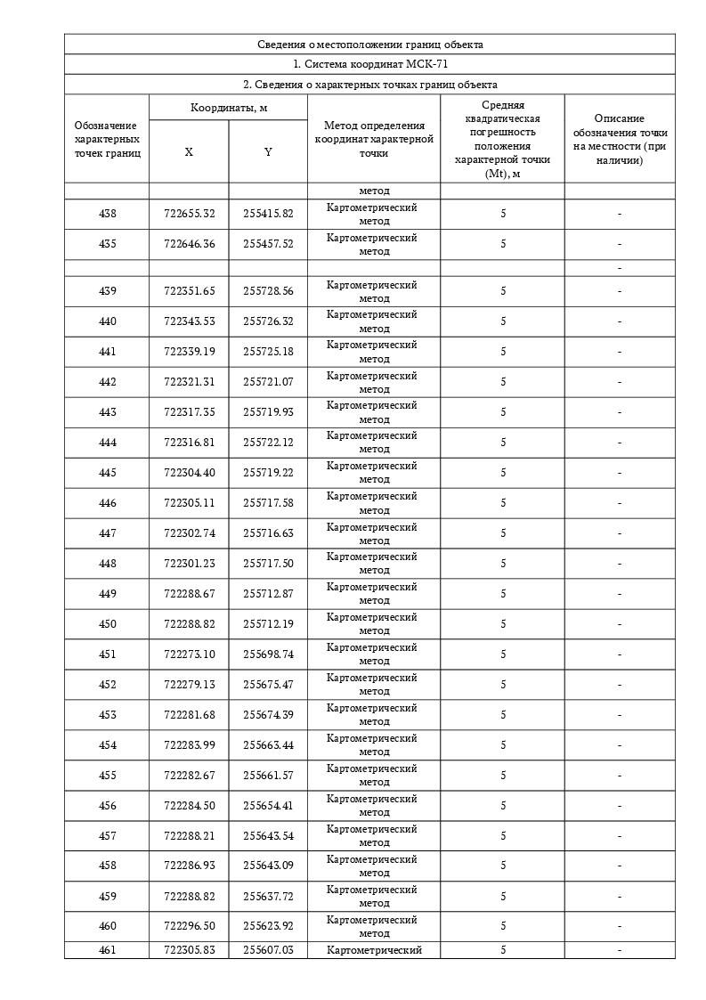 Сведения о местоположении границ объекта
1. Система координат МСК-71
2. Сведения о характерных точках границ объекта
Обозначение
характерных
точек границ
Координаты, м
X
Y
Метод определения
координат характерной
точки
Средняя
квадратическая
погрешность
положения
характерной точки
(Mt), м
Описание
обозначения точки
на местности (при
наличии)
метод
438 722655.32 255415.82 Картометрический
метод 5 -
435 722646.36 255457.52 Картометрический
метод 5 -
-
439 722351.65 255728.56 Картометрический
метод 5 -
440 722343.53 255726.32 Картометрический
метод 5 -
441 722339.19 255725.18 Картометрический
метод 5 -
442 722321.31 255721.07 Картометрический
метод 5 -
443 722317.35 255719.93 Картометрический
метод 5 -
444 722316.81 255722.12 Картометрический
метод 5 -
445 722304.40 255719.22 Картометрический
метод 5 -
446 722305.11 255717.58 Картометрический
метод 5 -
447 722302.74 255716.63 Картометрический
метод 5 -
448 722301.23 255717.50 Картометрический
метод 5 -
449 722288.67 255712.87 Картометрический
метод 5 -
450 722288.82 255712.19 Картометрический
метод 5 -
451 722273.10 255698.74 Картометрический
метод 5 -
452 722279.13 255675.47 Картометрический
метод 5 -
453 722281.68 255674.39 Картометрический
метод 5 -
454 722283.99 255663.44 Картометрический
метод 5 -
455 722282.67 255661.57 Картометрический
метод 5 -
456 722284.50 255654.41 Картометрический
метод 5 -
457 722288.21 255643.54 Картометрический
метод 5 -
458 722286.93 255643.09 Картометрический
метод 5 -
459 722288.82 255637.72 Картометрический
метод 5 -
460 722296.50 255623.92 Картометрический
метод 5 -
461 722305.83 255607.03 Картометрический 5 -